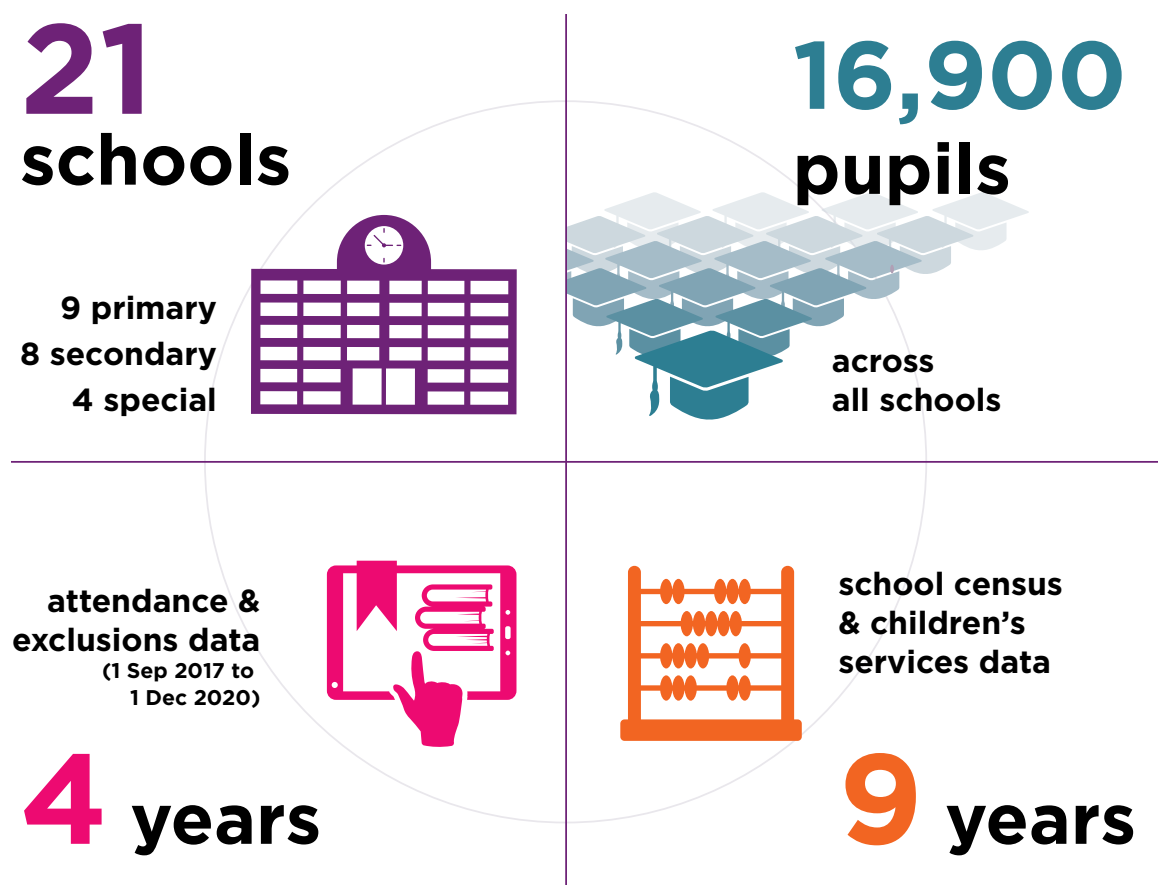 21
schools
9 primary
8 secondary
4 special
16,900
pupils
across
all schools
attendance &
exclusions data
(1 Sep 2017 to
1 Dec 2020)
4 years
school census
& children’s
services data
9 years